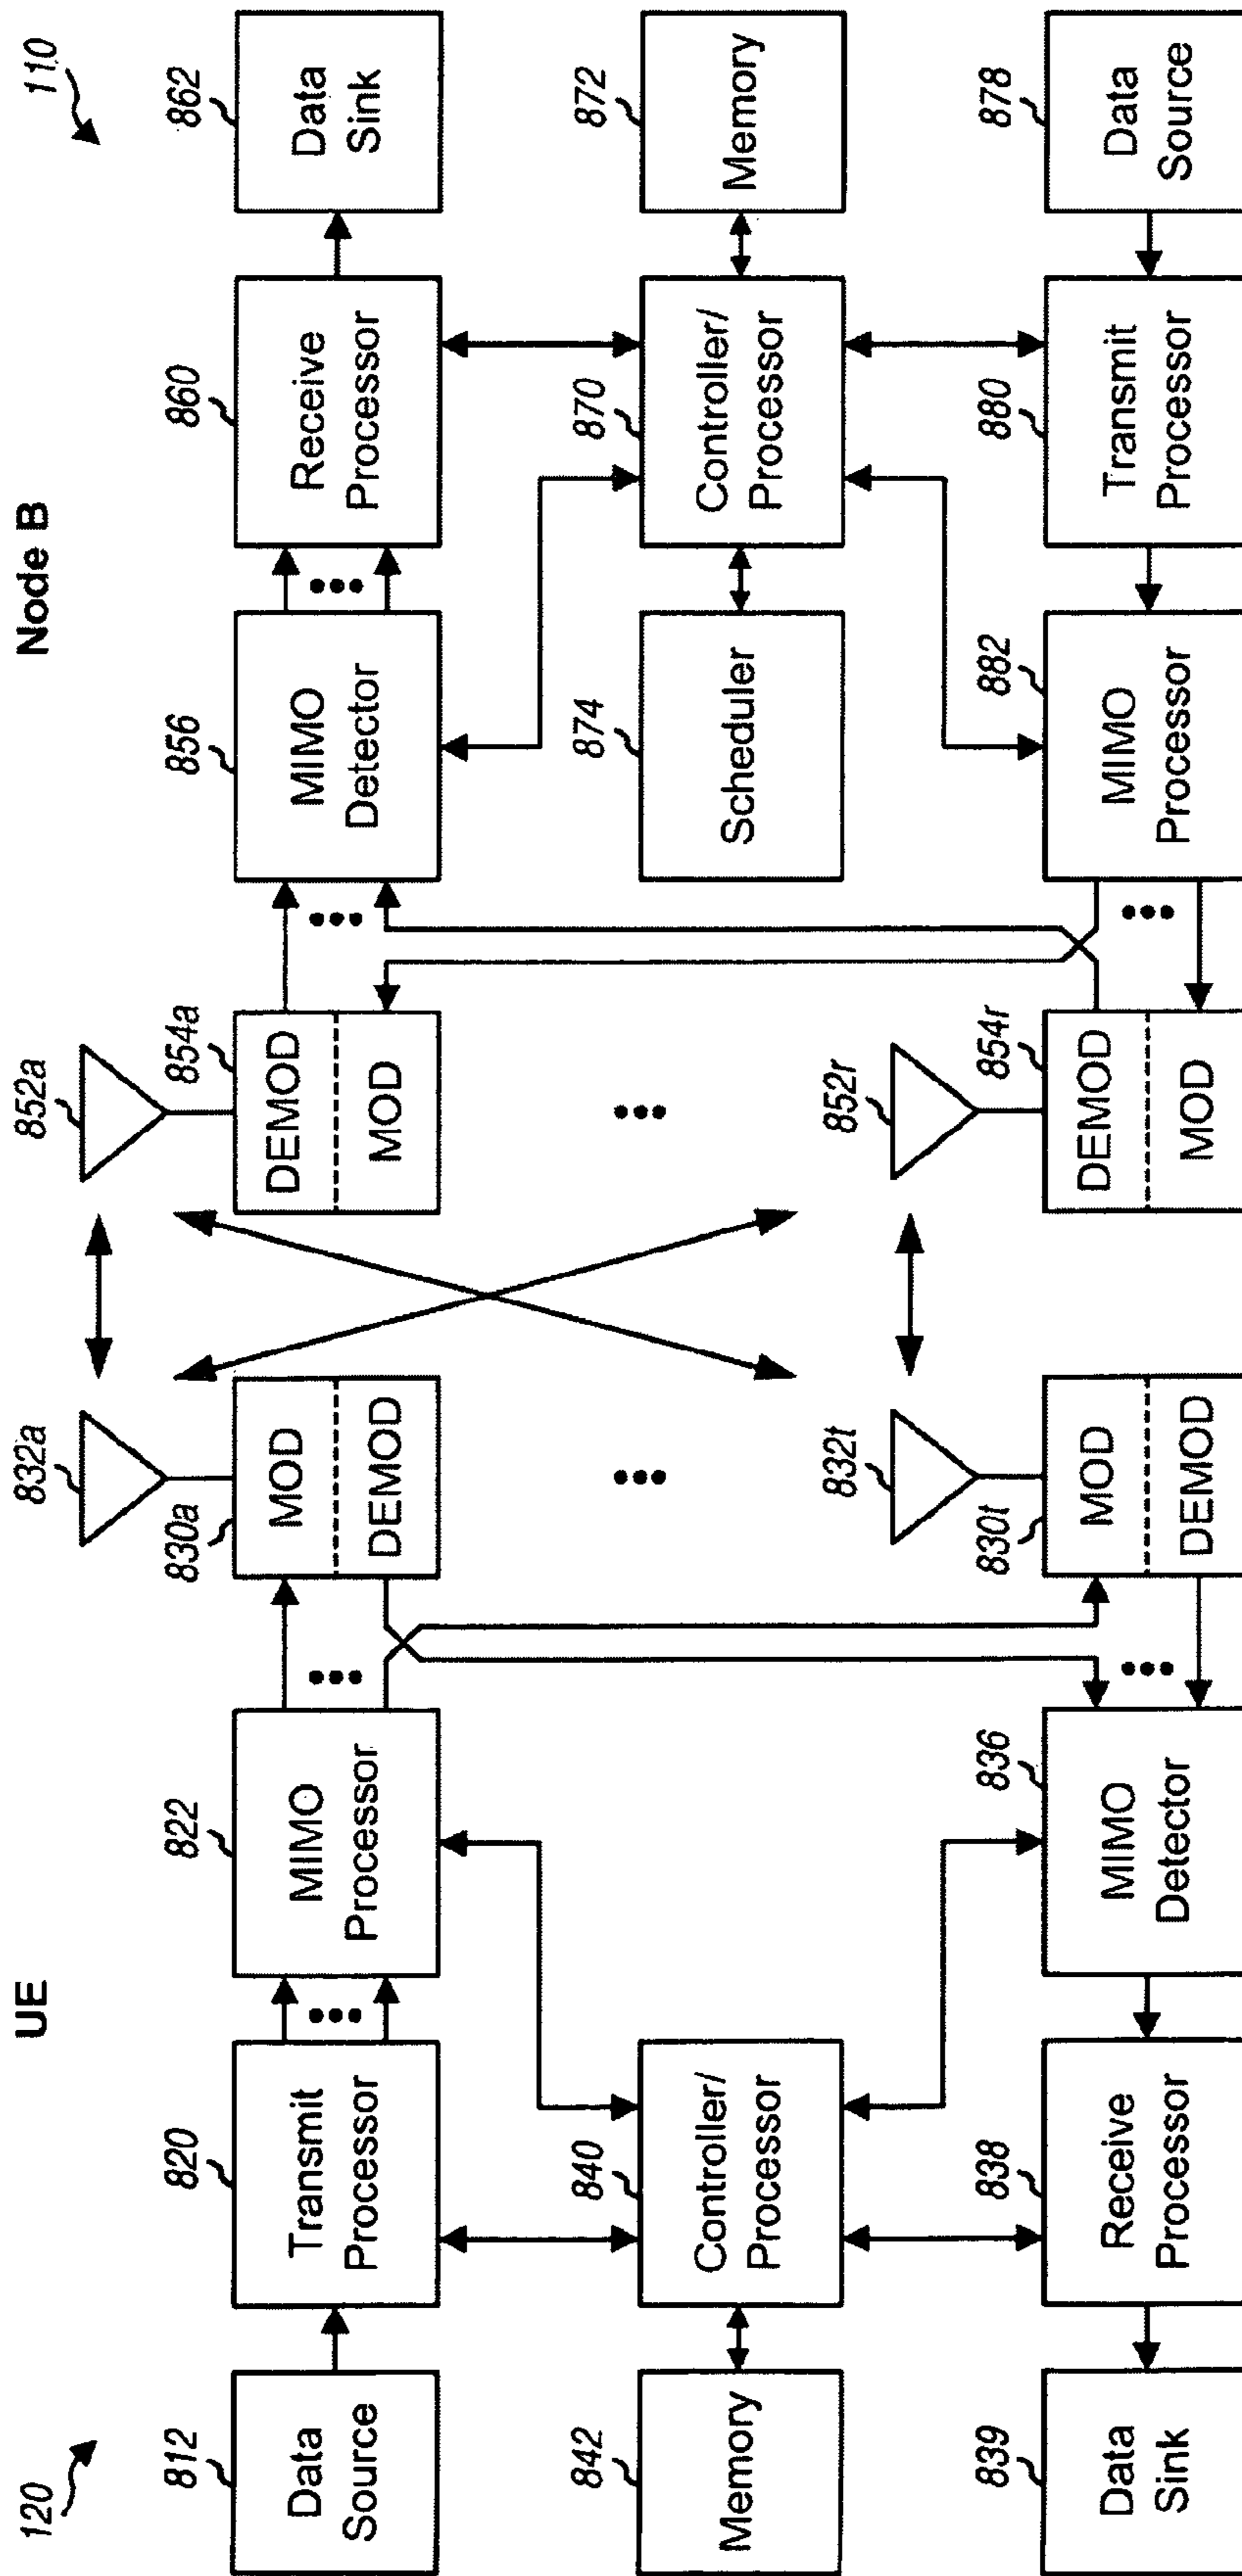 UE
Node B
120
110
812
Data
Source
820
Transmit
Processor
822
MIMO
Processor
830a
MOD
DEMOD
832a
852a
854a
DEMOD
MOD
856
MIMO
Detector
860
Receive
Processor
862
Data
Sink
842
Memory
840
Controller/
Processor
874
Scheduler
870
Controller/
Processor
872
Memory
839
Data
Sink
838
Receive
Processor
836
MIMO
Detector
830t
MOD
DEMOD
832t
852r
854r
DEMOD
MOD
882
MIMO
Processor
880
Transmit
Processor
878
Data
Source